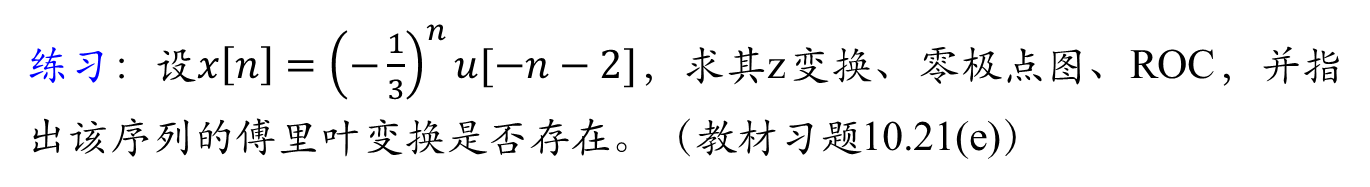 练习：设x[n] = (−1/3)^n u[−n − 2]，求其z变换、零极点图、ROC，并指
出该序列的傅里叶变换是否存在。（教材习题10.21(e)）